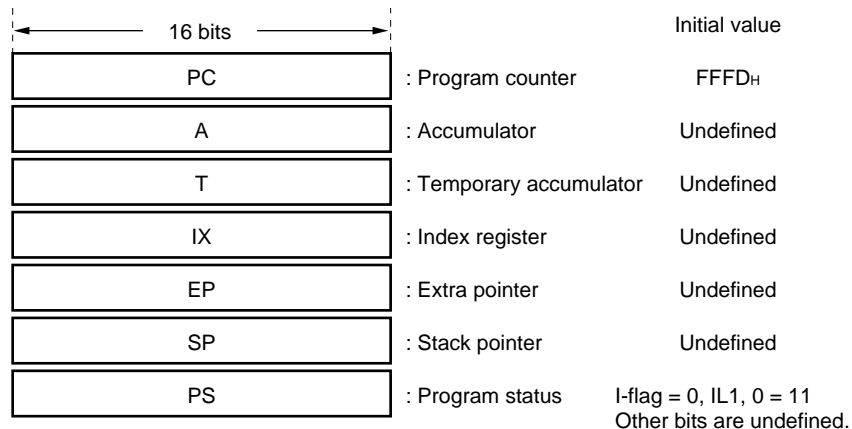 16 bits Initial value
PC : Program counter FFFDH
A : Accumulator Undefined
T : Temporary accumulator Undefined
IX : Index register Undefined
EP : Extra pointer Undefined
SP : Stack pointer Undefined
PS : Program status I-flag = 0, IL1, 0 = 11
Other bits are undefined.